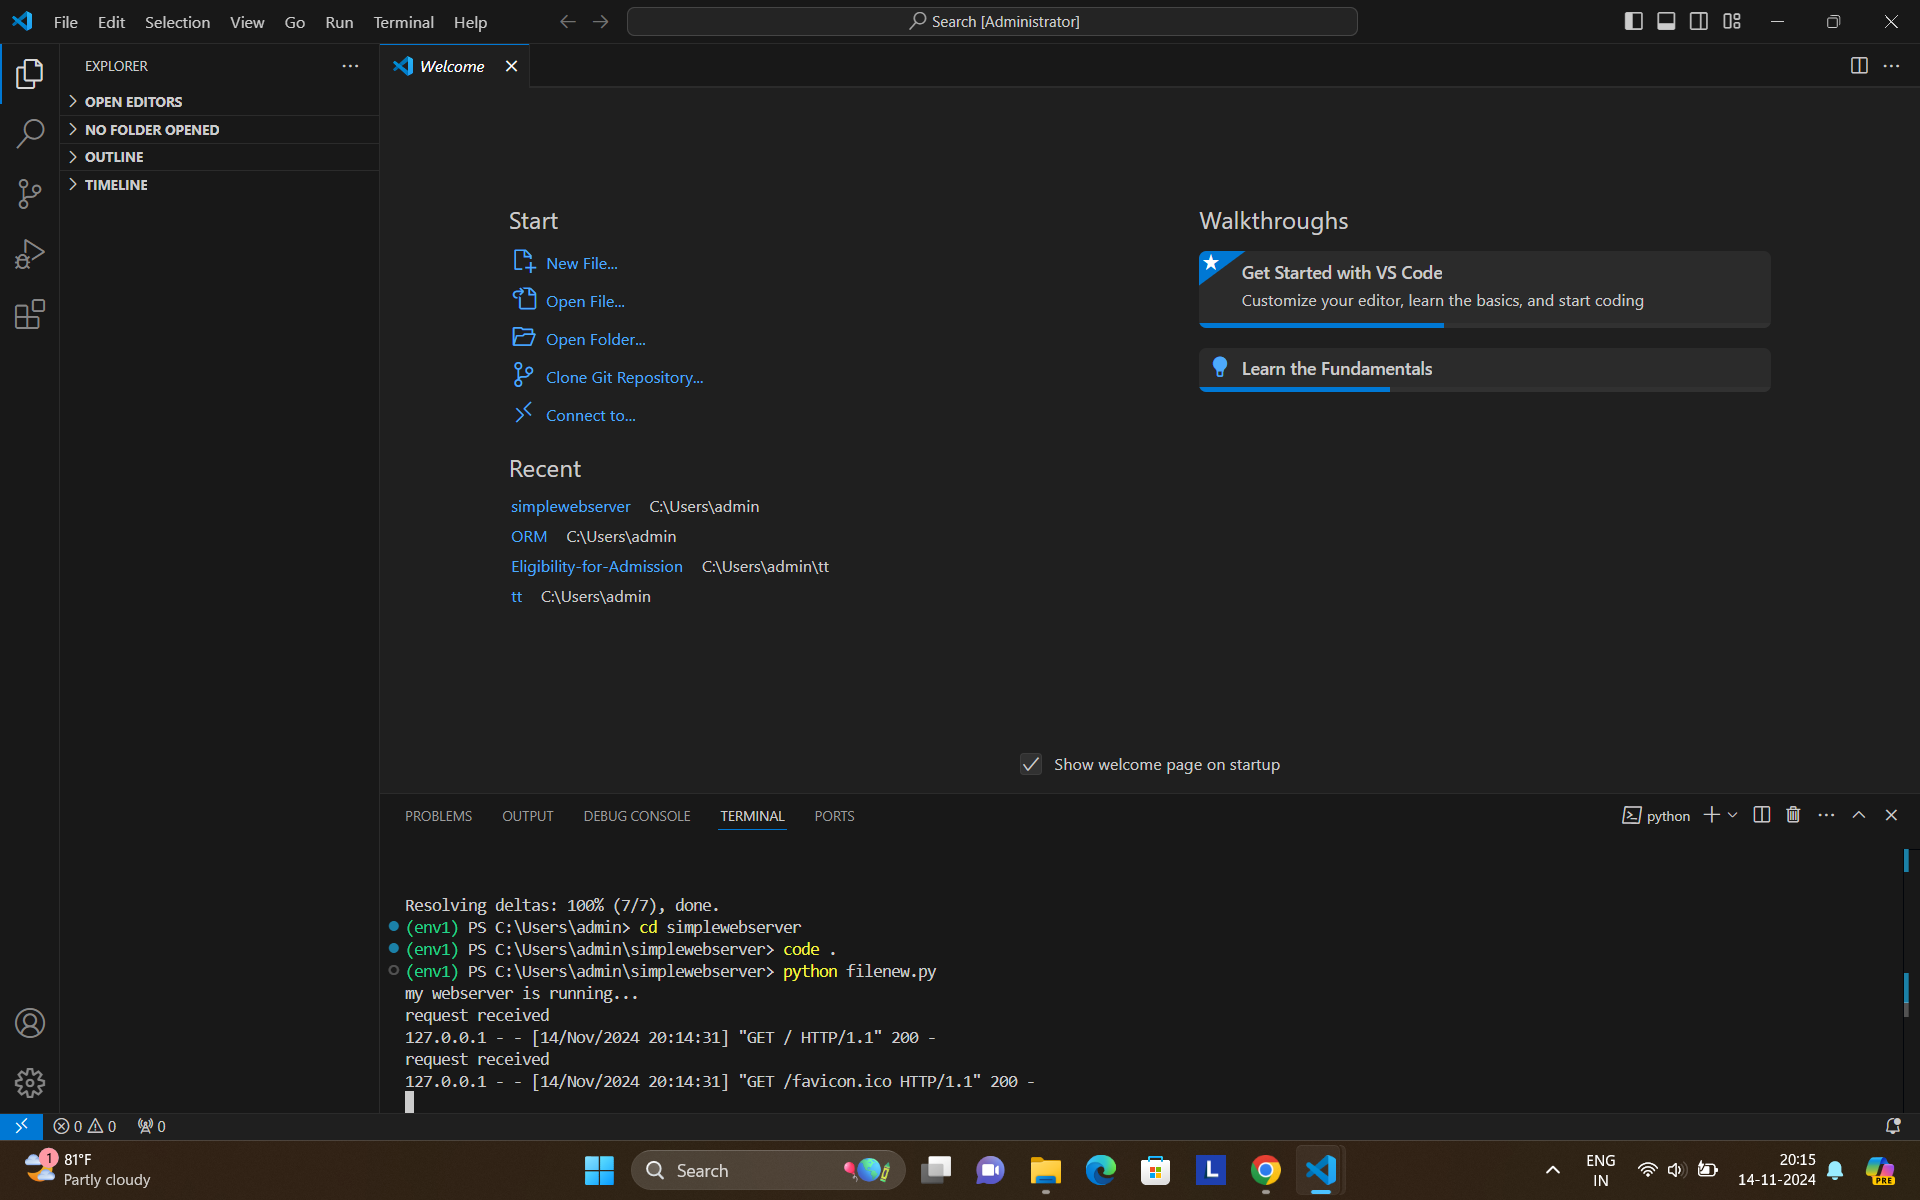 File Edit Selection View Go Run Terminal Help
Search [Administrator]
EXPLORER
Welcome
OPEN EDITORS
NO FOLDER OPENED
OUTLINE
TIMELINE
Start
New File...
Open File...
Open Folder...
Clone Git Repository...
Connect to...
Recent
simplewebserver C:\Users\admin
ORM C:\Users\admin
Eligibility-for-Admission C:\Users\admin\tt
tt C:\Users\admin
Walkthroughs
Get Started with VS Code
Customize your editor, learn the basics, and start coding
Learn the Fundamentals
Show welcome page on startup
PROBLEMS OUTPUT DEBUG CONSOLE TERMINAL PORTS
python
Resolving deltas: 100% (7/7), done.
(env1) PS C:\Users\admin> cd simplewebserver
(env1) PS C:\Users\admin\simplewebserver> code .
(env1) PS C:\Users\admin\simplewebserver> python filenew.py
my webserver is running...
request received
127.0.0.1 - - [14/Nov/2024 20:14:31] "GET / HTTP/1.1" 200 -
request received
127.0.0.1 - - [14/Nov/2024 20:14:31] "GET /favicon.ico HTTP/1.1" 200 -
0 0 0
1
81°F
Partly cloudy
Search
L
ENG
IN
20:15
14-11-2024
PRE